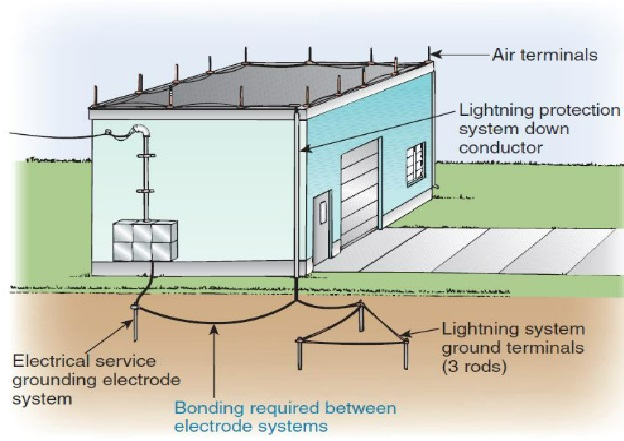 Air terminals
Lightning protection
system down
conductor
Lightning system
ground terminals
(3 rods)
Electrical service
grounding electrode
system
Bonding required between
electrode systems